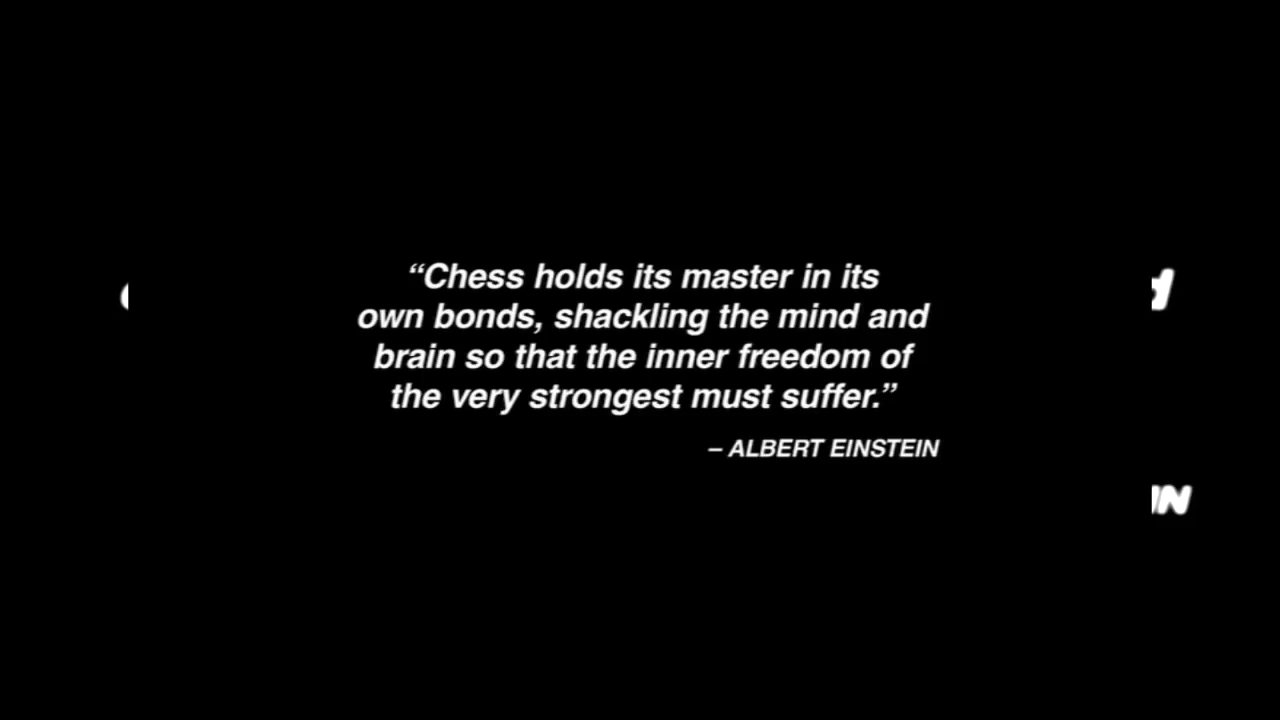 “Chess holds its master in its
own bonds, shackling the mind and
brain so that the inner freedom of
the very strongest must suffer.”
– ALBERT EINSTEIN